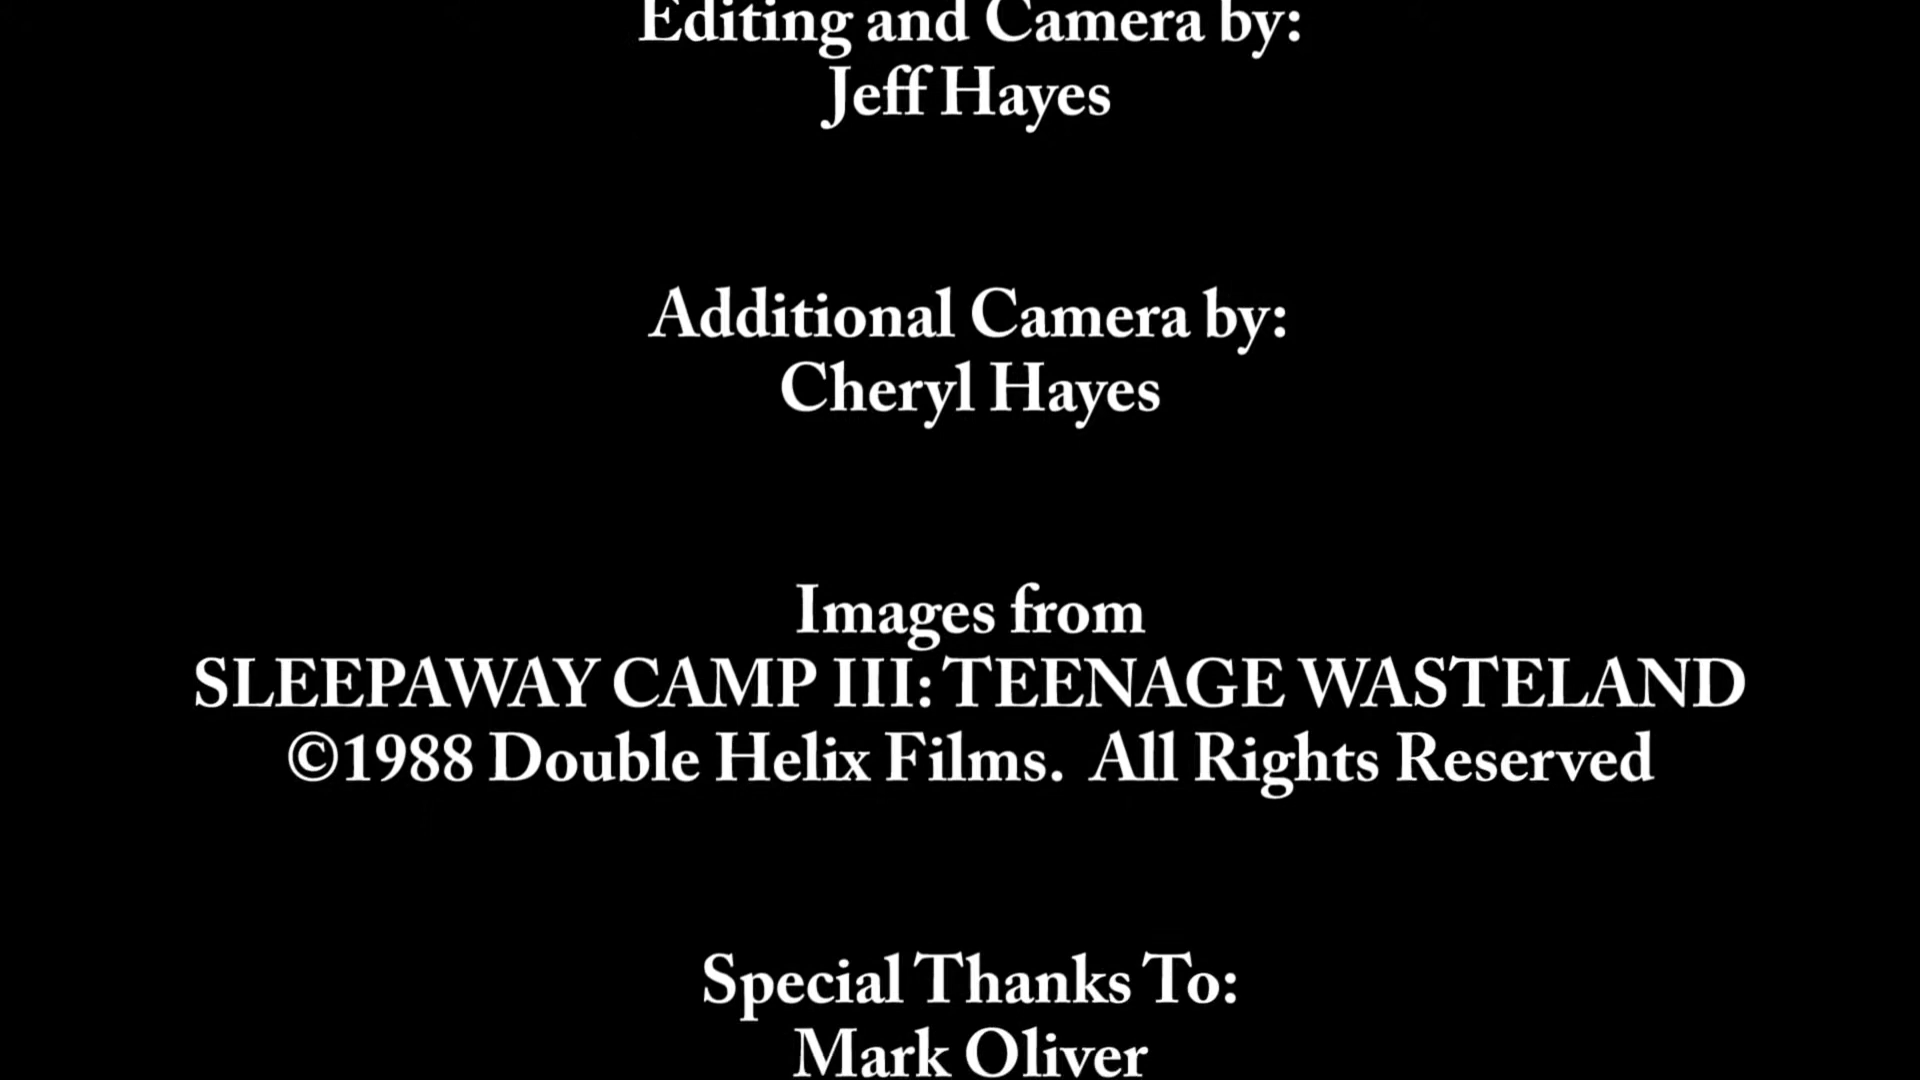 Editing and Camera by:
Jeff Hayes
Additional Camera by:
Cheryl Hayes
Images from
SLEEPAWAY CAMP III: TEENAGE WASTELAND
©1988 Double Helix Films.  All Rights Reserved
Special Thanks To:
Mark Oliver